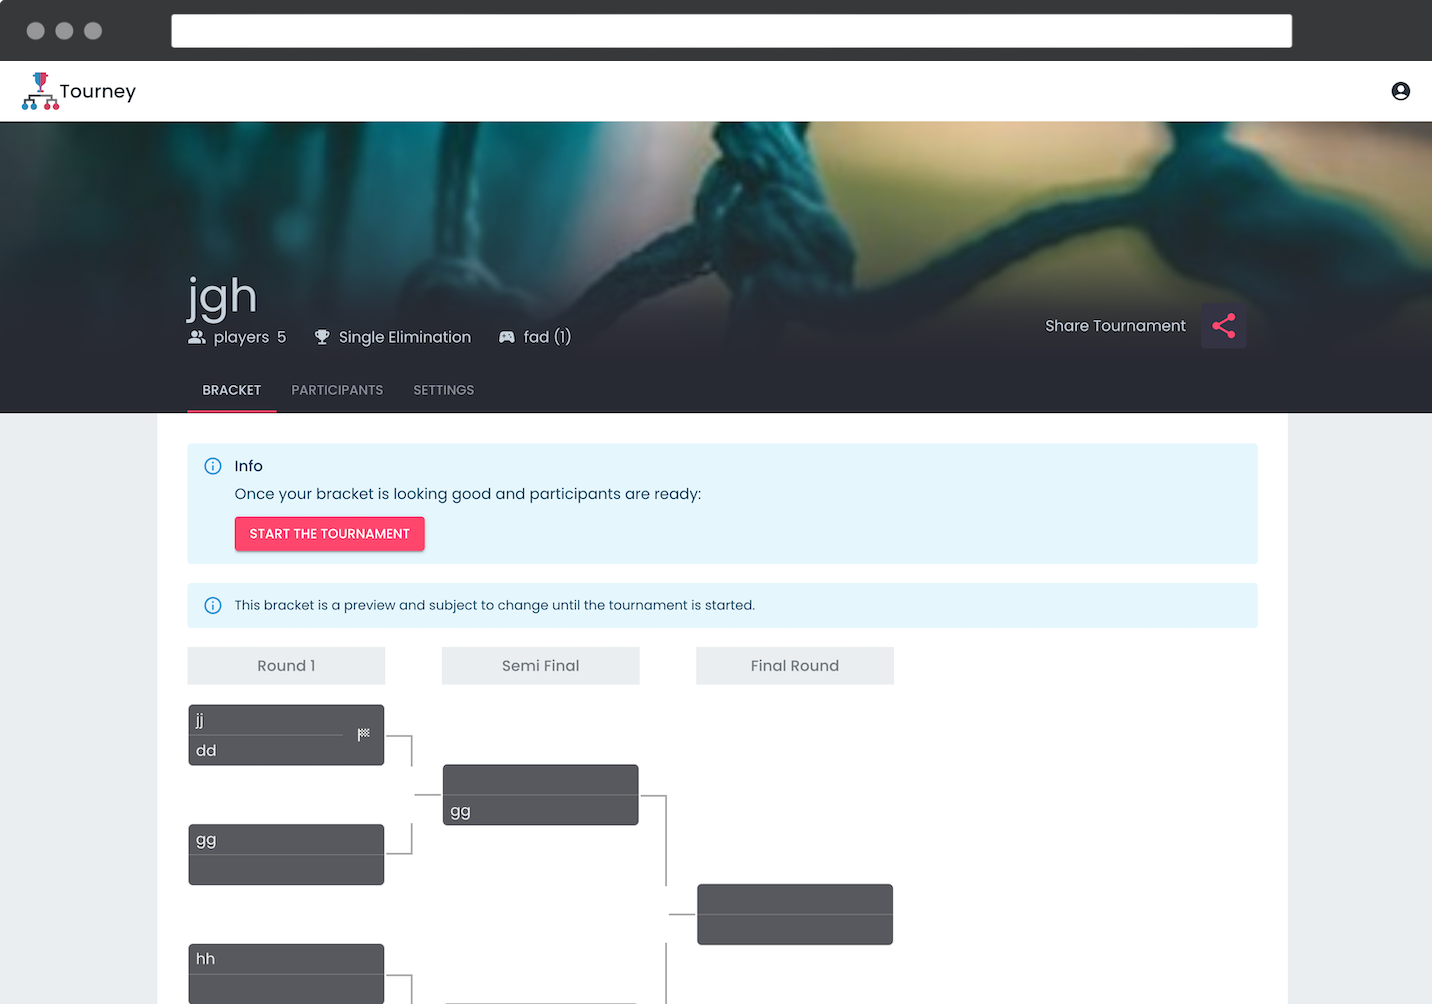 Tourney
jgh
players 5 Single Elimination fad (1)
Share Tournament
BRACKET PARTICIPANTS SETTINGS
Info
Once your bracket is looking good and participants are ready:
START THE TOURNAMENT
This bracket is a preview and subject to change until the tournament is started.
Round 1 Semi Final Final Round
jj
dd
gg
gg
hh